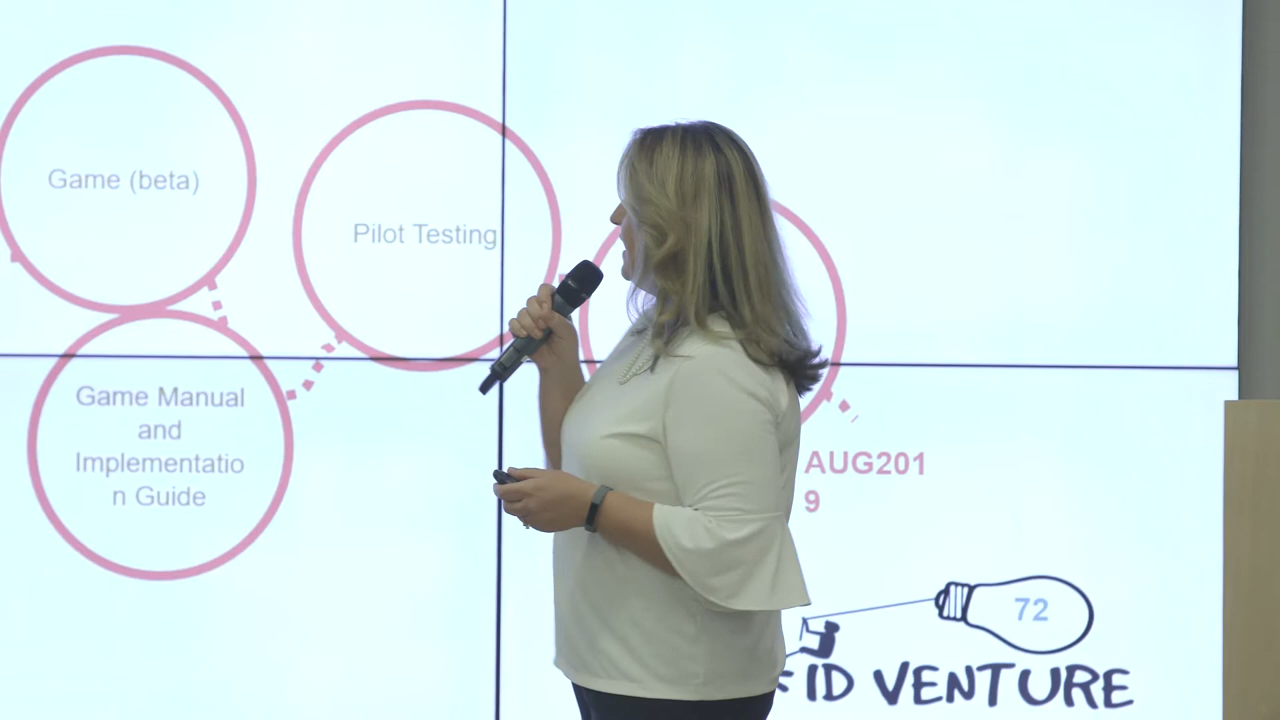 Game (beta)
Pilot Testing
Game Manual
and
Implementatio
n Guide
AUG201
9
72
ID VENTURE